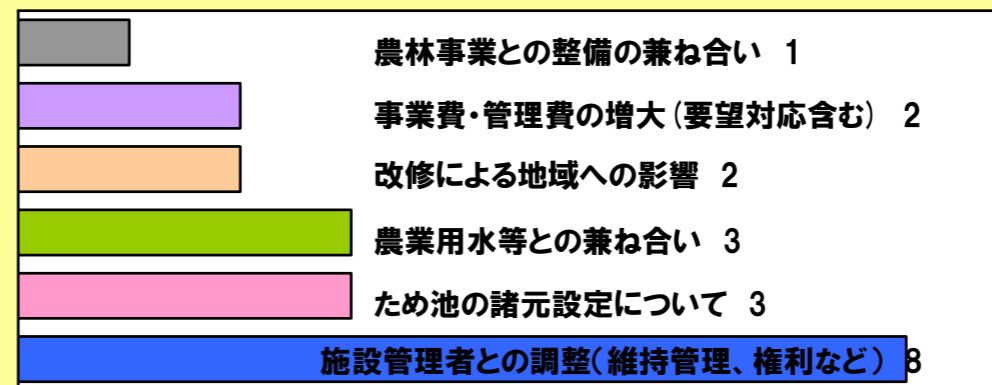 農林事業との整備の兼ね合い 1
事業費・管理費の増大（要望対応含む） 2
改修による地域への影響 2
農業用水等との兼ね合い 3
ため池の諸元設定について 3
施設管理者との調整（維持管理、権利など） 8